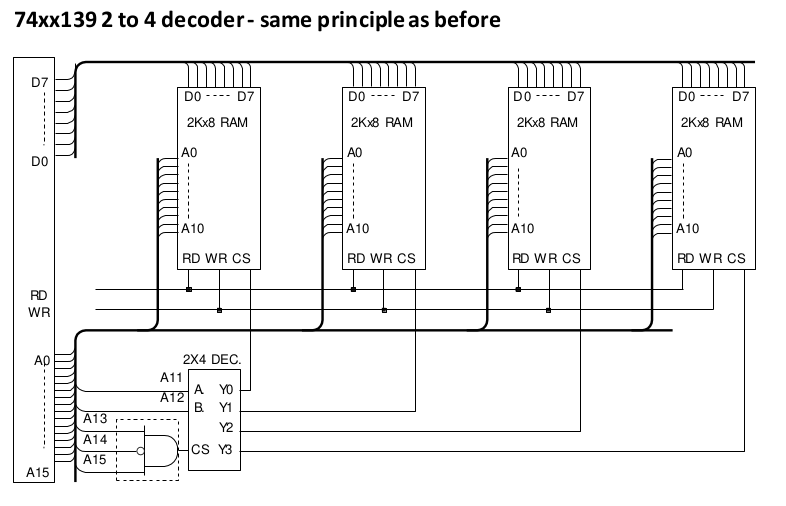 74xx139 2 to 4 decoder - same principle as before
D7
D0
D0 ---- D7
2Kx8 RAM
A0
A10
RD WR CS
D0 ---- D7
2Kx8 RAM
A0
A10
RD WR CS
D0 ---- D7
2Kx8 RAM
A0
A10
RD WR CS
D0 ---- D7
2Kx8 RAM
A0
A10
RD WR CS
RD
WR
A0
A15
2X4 DEC.
A11
A12
A13
A14
A15
A. Y0
B. Y1
Y2
CS Y3